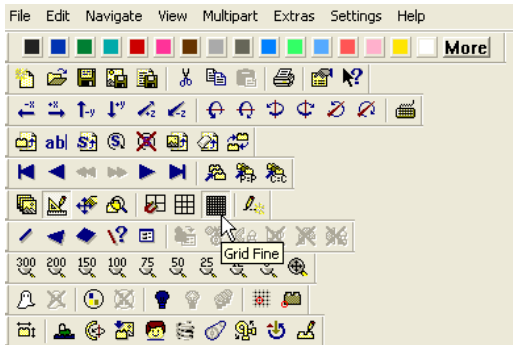 File Edit Navigate View Multipart Extras Settings Help
More
-x +x -y +y -z -z
ab S S
P=P C=C
?
Grid Fine
300 200 150 100 75 50 25